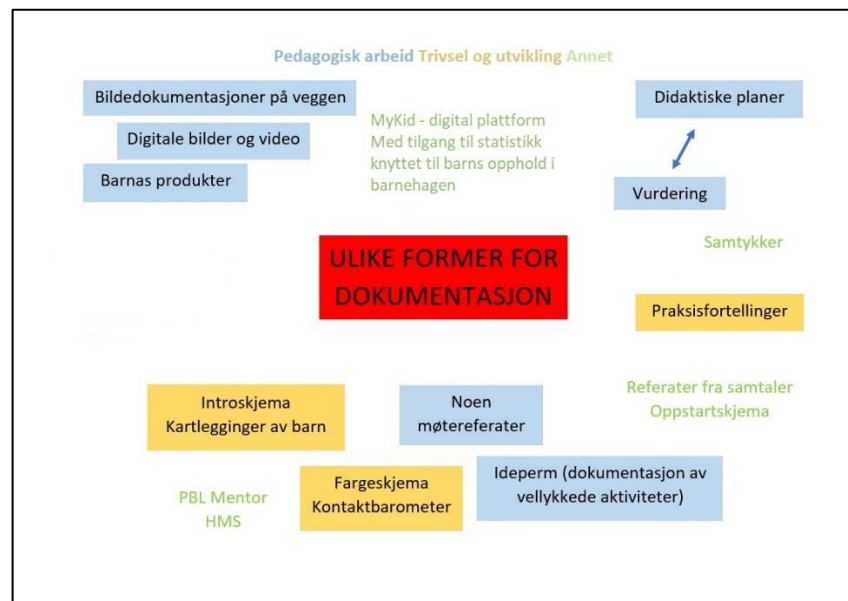 Pedagogisk arbeid Trivsel og utvikling Annet
Bildedokumentasjoner på veggen
Digitale bilder og video
Barnas produkter
MyKid - digital plattform
Med tilgang til statistikk
knyttet til barns opphold i
barnehagen
Didaktiske planer
Vurdering
Samtykker
ULIKE FORMER FOR
DOKUMENTASJON
Praksisfortellinger
Referater fra samtaler
Oppstartskjema
Introskjema
Kartlegginger av barn
Noen
møtereferater
Ideperm (dokumentasjon av
vellykkede aktiviteter)
Fargeskjema
Kontaktbarometer
PBL Mentor
HMS